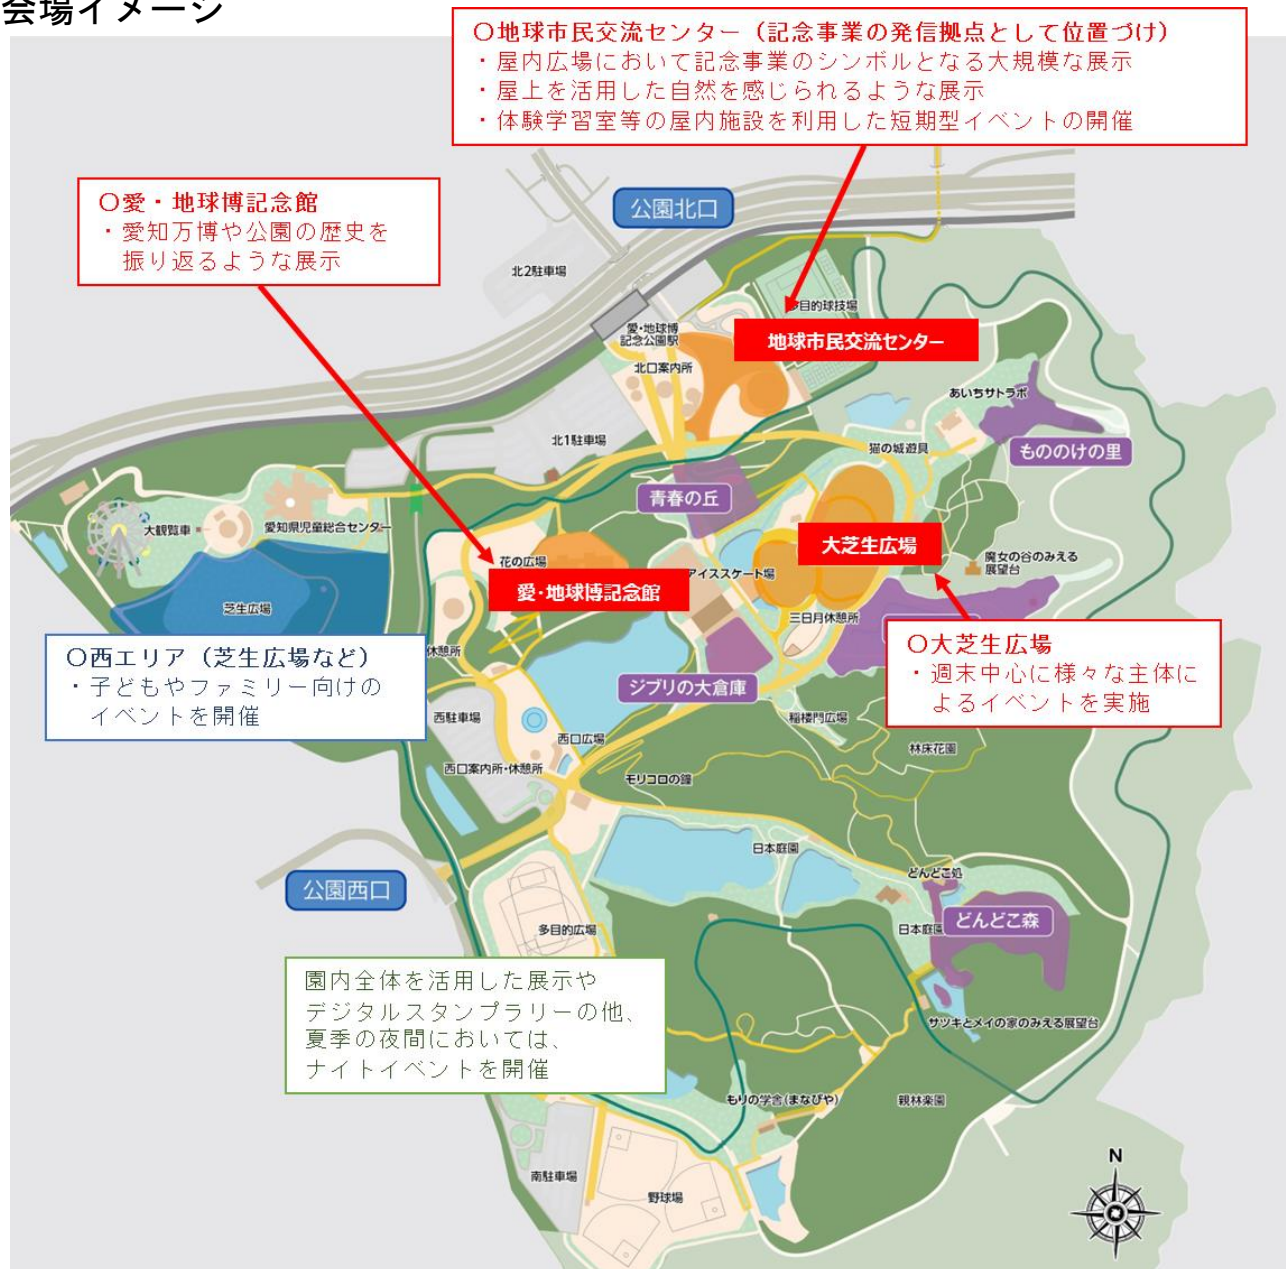 会場イメージ
〇地球市民交流センター（記念事業の発信拠点として位置づけ）
・屋内広場において記念事業のシンボルとなる大規模な展示
・屋上を活用した自然を感じられるような展示
・体験学習室等の屋内施設を利用した短期型イベントの開催
〇愛・地球博記念館
・愛知万博や公園の歴史を
振り返るような展示
公園北口
北2駐車場
多目的球技場
愛・地球博
記念公園駅
地球市民交流センター
北口案内所
あいちサトラボ
北1駐車場
猫の城遊具
もののけの里
青春の丘
大観覧車
愛知県児童総合センター
大芝生広場
魔女の谷のみえる
展望台
花の広場
アイススケート場
愛・地球博記念館
芝生広場
三日月休憩所
〇西エリア（芝生広場など）
・子どもやファミリー向けの
イベントを開催
休憩所
〇大芝生広場
・週末中心に様々な主体に
よるイベントを実施
ジブリの大倉庫
西駐車場
稲楼門広場
西口広場
林床花園
西口案内所・休憩所
モリコロの鐘
日本庭園
どんどこ処
公園西口
多目的広場
日本庭園
どんどこ森
園内全体を活用した展示や
デジタルスタンプラリーの他、
夏季の夜間においては、
ナイトイベントを開催
サツキとメイの家のみえる展望台
もりの学舎(まなびや)
親林楽園
南駐車場
野球場
N